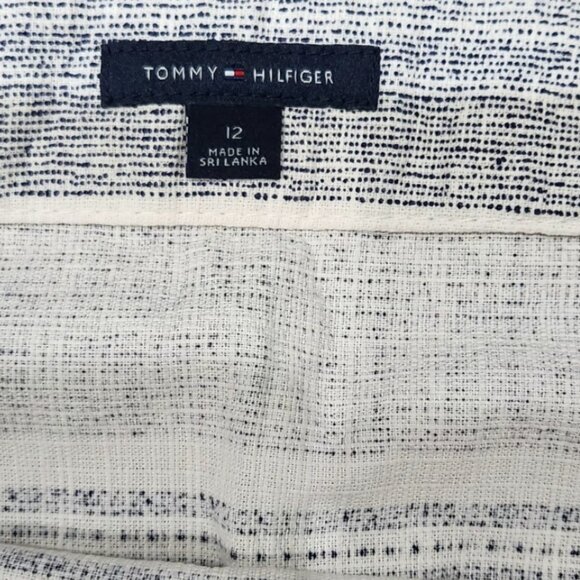 TOMMY HILFIGER
12
MADE IN
SRI LANKA